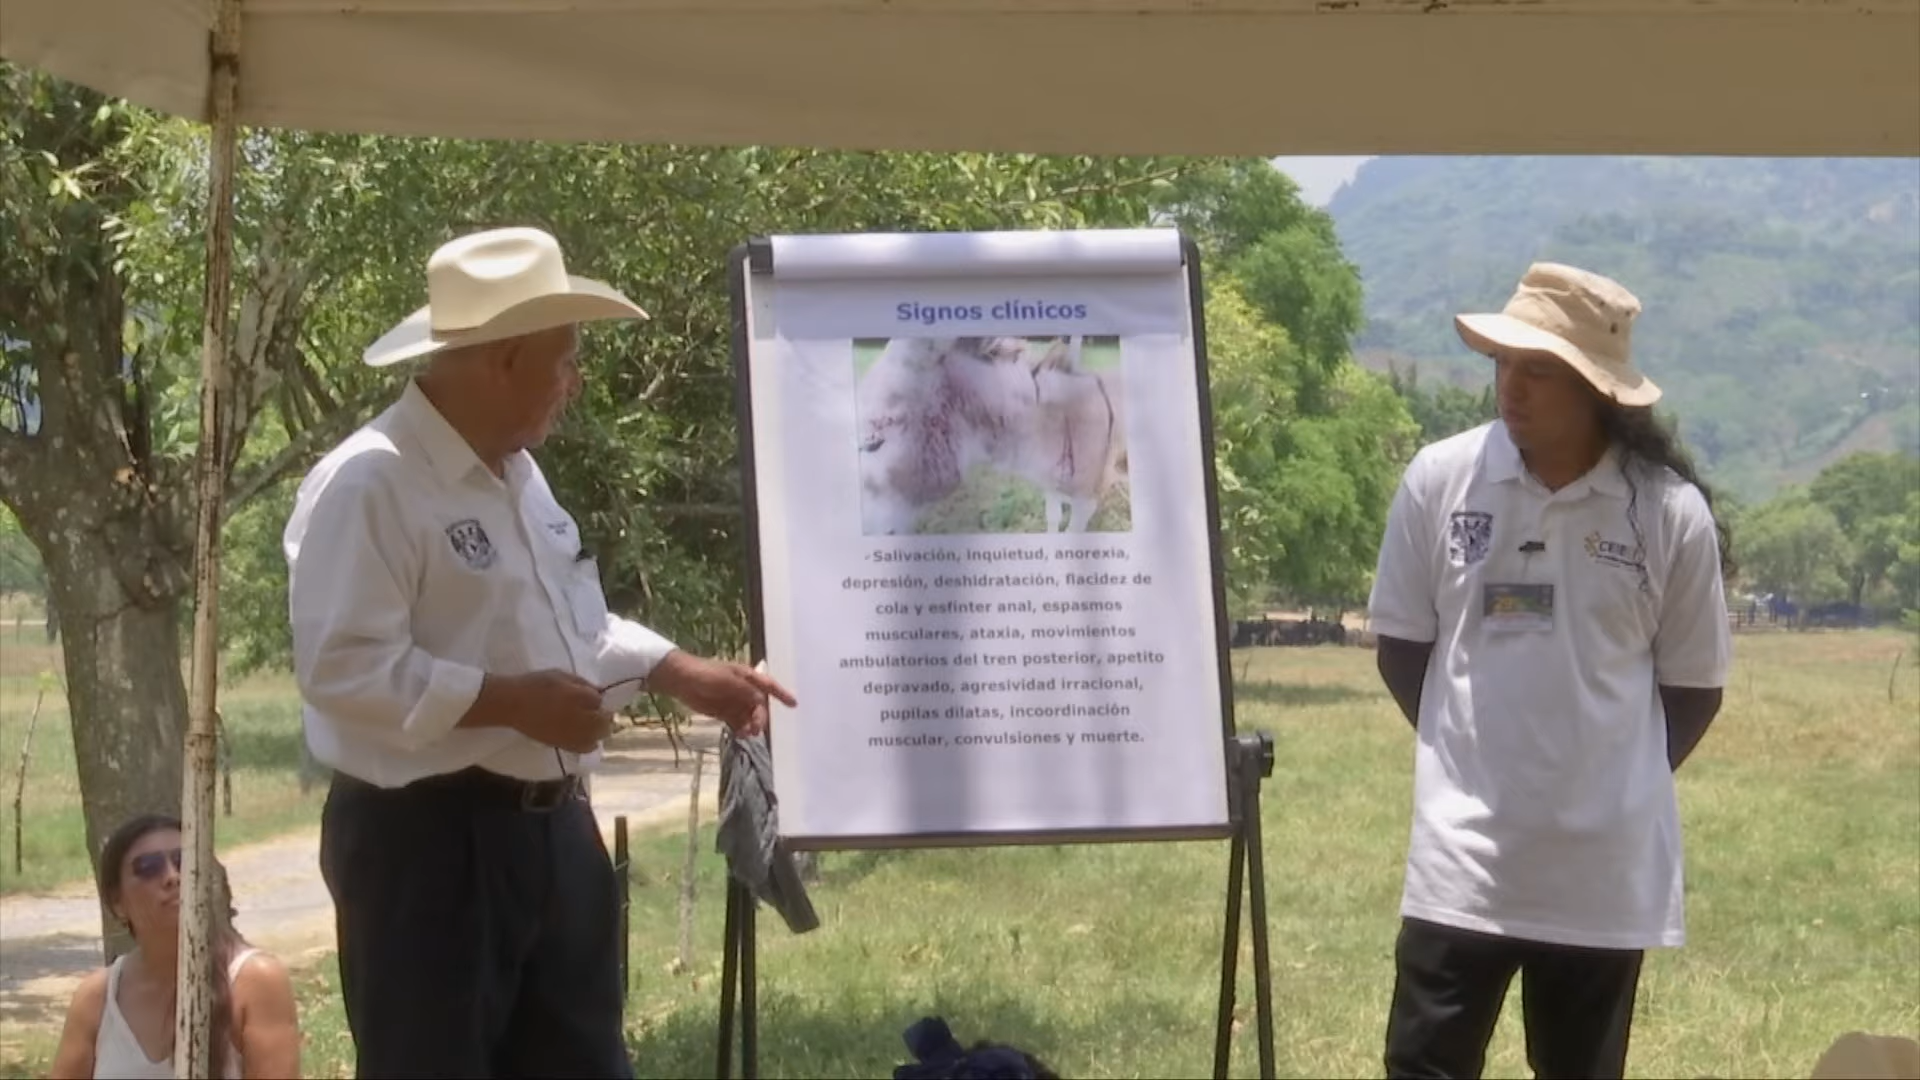 Signos clínicos
-Salivación, inquietud, anorexia,
depresión, deshidratación, flacidez de
cola y esfínter anal, espasmos
musculares, ataxia, movimientos
ambulatorios del tren posterior, apetito
depravado, agresividad irracional,
pupilas dilatas, incoordinación
muscular, convulsiones y muerte.